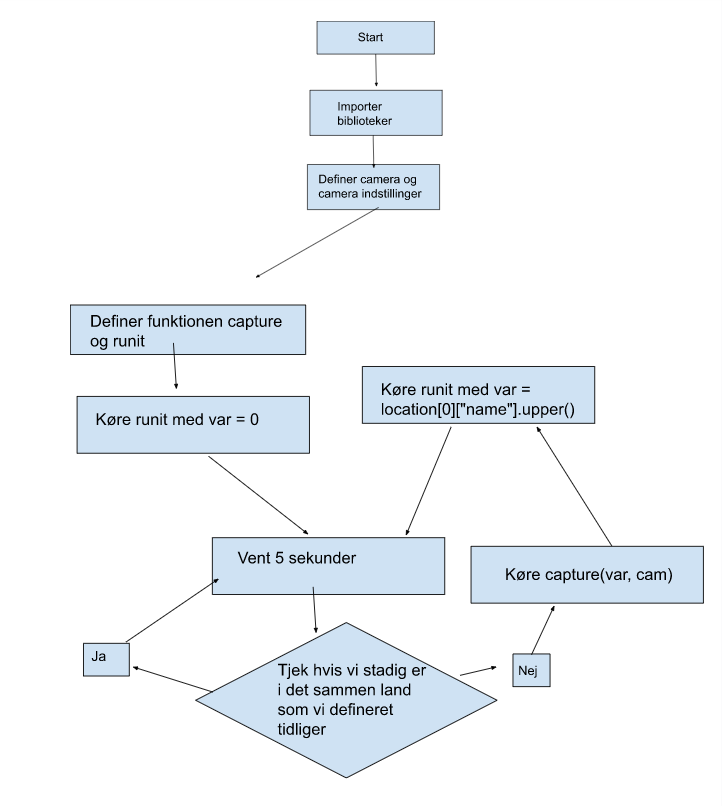 Start
Importer
biblioteker
Definer camera og
camera indstillinger
Definer funktionen capture
og runit
Køre runit med var = 0
Køre runit med var =
location[0]["name"].upper()
Vent 5 sekunder
Køre capture(var, cam)
Ja
Tjek hvis vi stadig er
i det sammen land
som vi defineret
tidliger
Nej